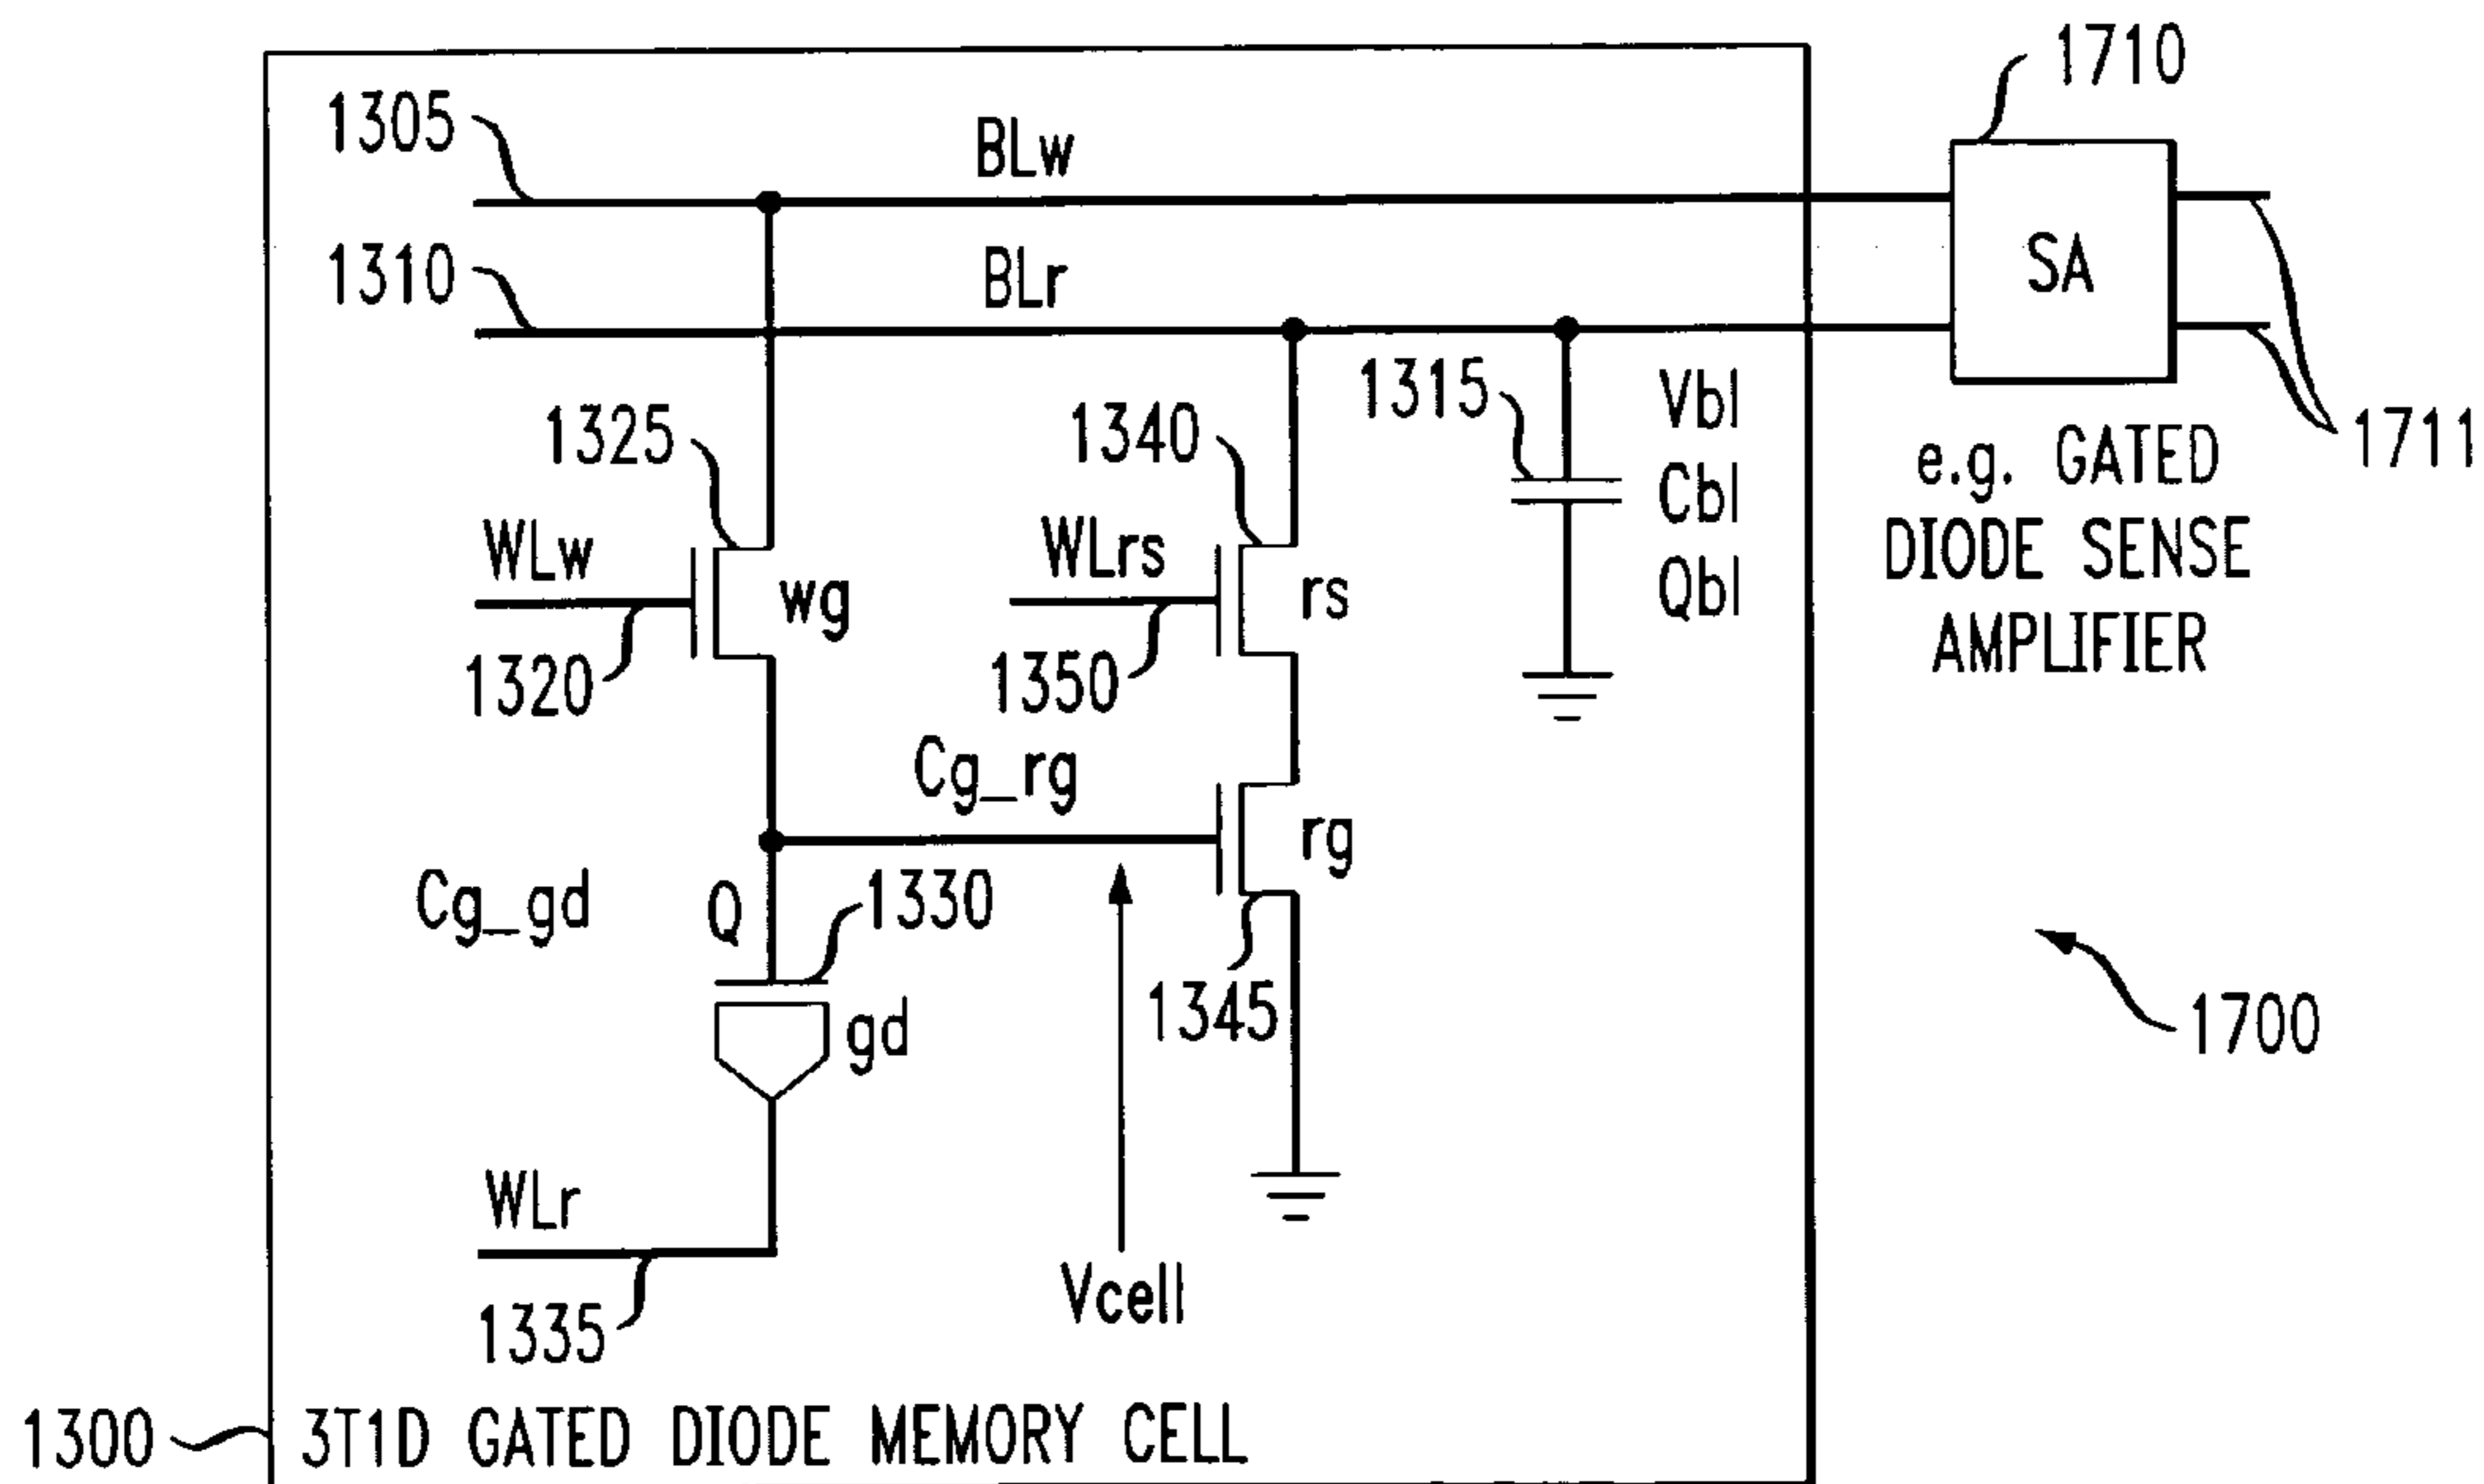 1710
1305
BLw
1310
BLr
SA
1315
Vbl
Cbl
Qbl
1711
e.g. GATED
DIODE SENSE
AMPLIFIER
1325
1340
WLw
wg
WLrs
rs
1320
1350
Cg_rg
rg
Cg_gd
Q
1330
gd
1345
1700
WLr
Vcell
1335
1300
3T1D GATED DIODE MEMORY CELL